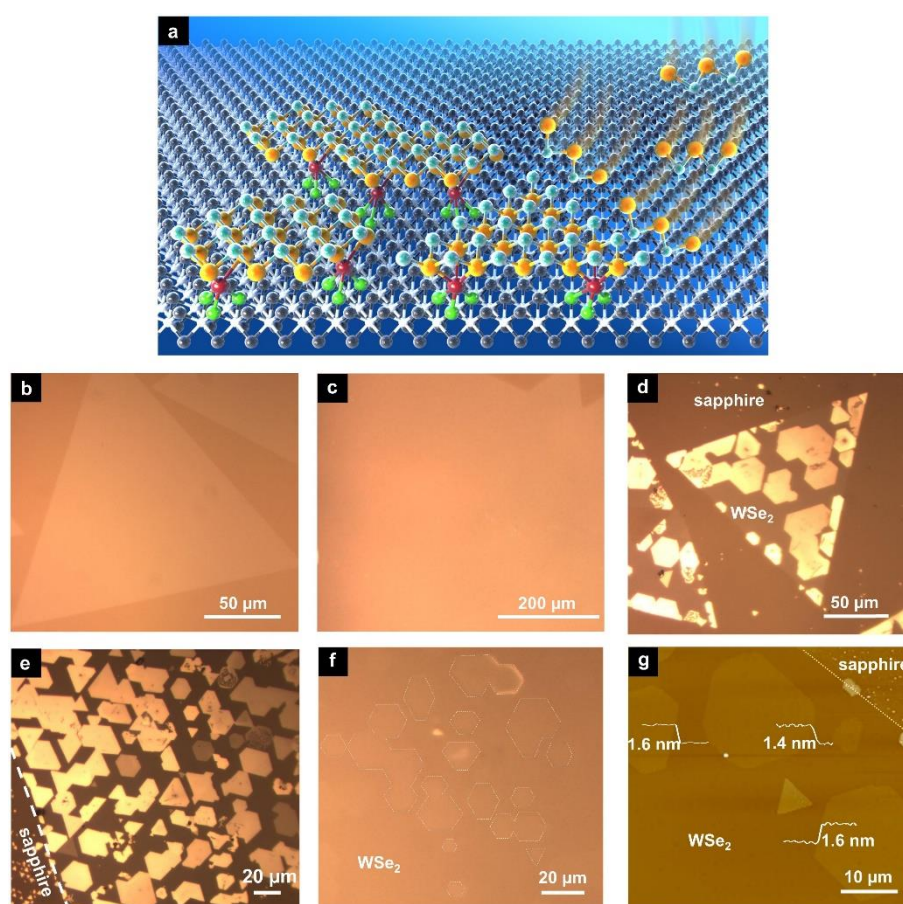 a
b
50 µm
c
200 µm
d
sapphire
WSe₂
50 µm
e
sapphire
20 µm
f
WSe₂
20 µm
g
sapphire
1.6 nm
1.4 nm
1.6 nm
WSe₂
10 µm